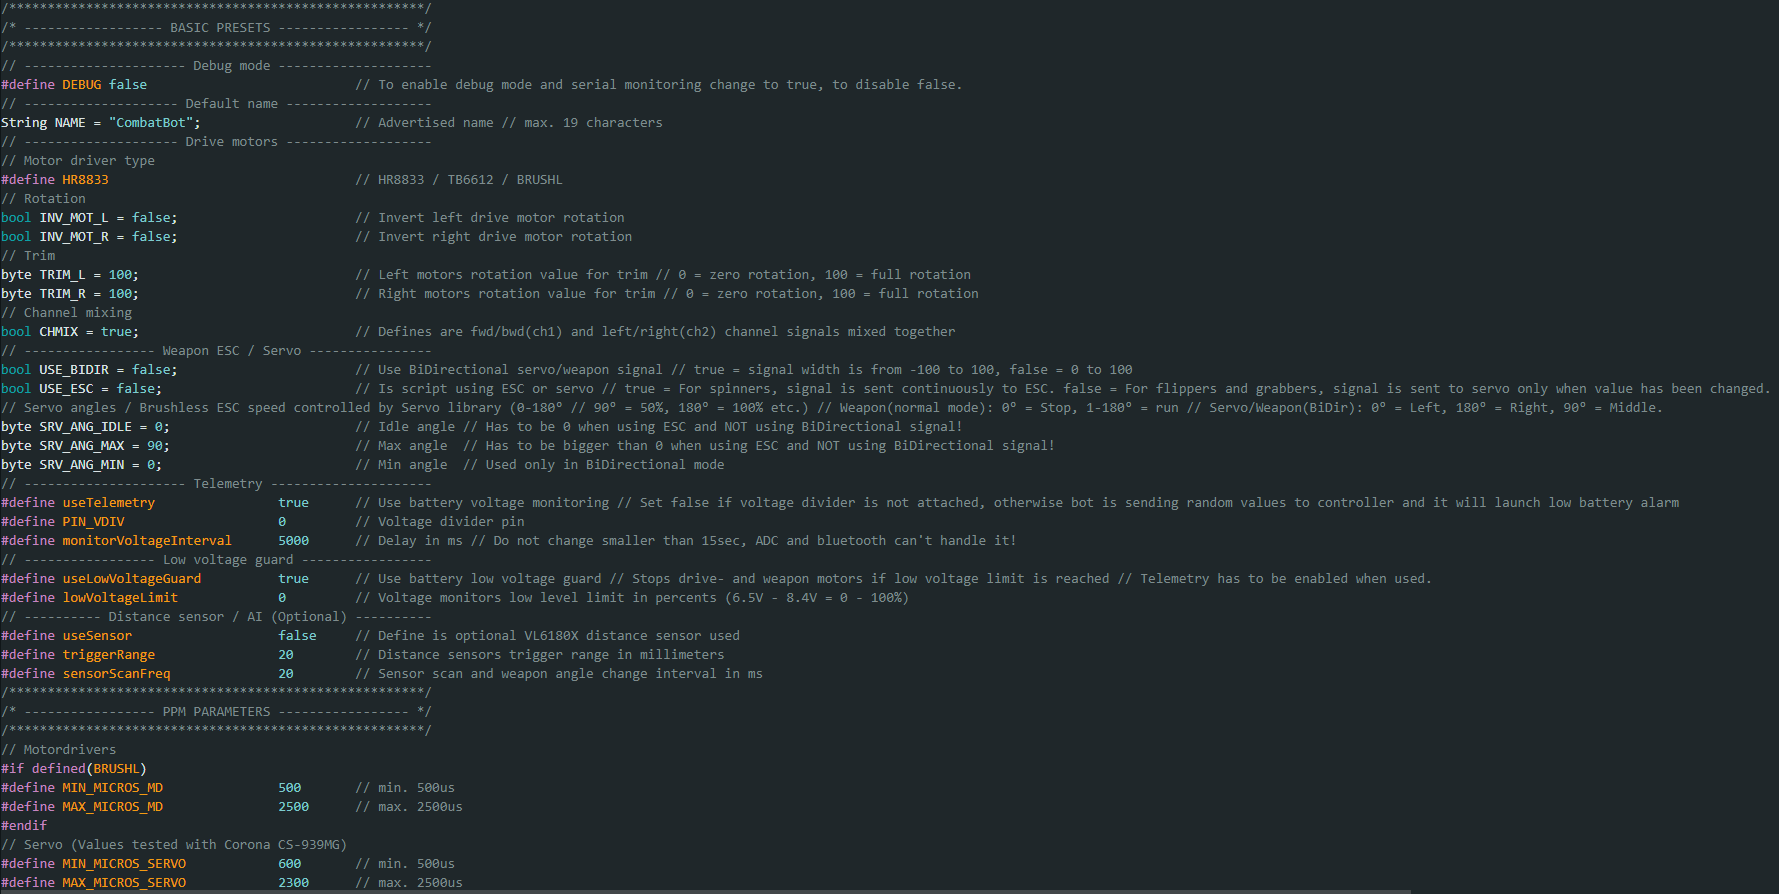 /******************************************************/
/* ------------------ BASIC PRESETS ----------------- */
/******************************************************/
// --------------------- Debug mode --------------------
#define DEBUG false // To enable debug mode and serial monitoring change to true, to disable false.
// -------------------- Default name -------------------
String NAME = "CombatBot"; // Advertised name // max. 19 characters
// -------------------- Drive motors -------------------
// Motor driver type
#define HR8833 // HR8833 / TB6612 / BRUSHL
// Rotation
bool INV_MOT_L = false; // Invert left drive motor rotation
bool INV_MOT_R = false; // Invert right drive motor rotation
// Trim
byte TRIM_L = 100; // Left motors rotation value for trim // 0 = zero rotation, 100 = full rotation
byte TRIM_R = 100; // Right motors rotation value for trim // 0 = zero rotation, 100 = full rotation
// Channel mixing
bool CHMIX = true; // Defines are fwd/bwd(ch1) and left/right(ch2) channel signals mixed together
// ----------------- Weapon ESC / Servo ----------------
bool USE_BIDIR = false; // Use BiDirectional servo/weapon signal // true = signal width is from -100 to 100, false = 0 to 100
bool USE_ESC = false; // Is script using ESC or servo // true = For spinners, signal is sent continuously to ESC. false = For flippers and grabbers, signal is sent to servo only when value has been changed.
// Servo angles / Brushless ESC speed controlled by Servo library (0-180º // 90º = 50%, 180º = 100% etc.) // Weapon(normal mode): 0º = Stop, 1-180º = run // Servo/Weapon(BiDir): 0º = Left, 180º = Right, 90º = Middle.
byte SRV_ANG_IDLE = 0; // Idle angle // Has to be 0 when using ESC and NOT using BiDirectional signal!
byte SRV_ANG_MAX = 90; // Max angle  // Has to be bigger than 0 when using ESC and NOT using BiDirectional signal!
byte SRV_ANG_MIN = 0; // Min angle  // Used only in BiDirectional mode
// --------------------- Telemetry ---------------------
#define useTelemetry true // Use battery voltage monitoring // Set false if voltage divider is not attached, otherwise bot is sending random values to controller and it will launch low battery alarm
#define PIN_VDIV 0 // Voltage divider pin
#define monitorVoltageInterval 5000 // Delay in ms // Do not change smaller than 15sec, ADC and bluetooth can't handle it!
// ----------------- Low voltage guard -----------------
#define useLowVoltageGuard true // Use battery low voltage guard // Stops drive- and weapon motors if low voltage limit is reached // Telemetry has to be enabled when used.
#define lowVoltageLimit 0 // Voltage monitors low level limit in percents (6.5V - 8.4V = 0 - 100%)
// ---------- Distance sensor / AI (Optional) ----------
#define useSensor false // Define is optional VL6180X distance sensor used
#define triggerRange 20 // Distance sensors trigger range in millimeters
#define sensorScanFreq 20 // Sensor scan and weapon angle change interval in ms
/******************************************************/
/* ----------------- PPM PARAMETERS ----------------- */
/******************************************************/
// Motordrivers
#if defined(BRUSHL)
#define MIN_MICROS_MD 500 // min. 500us
#define MAX_MICROS_MD 2500 // max. 2500us
#endif
// Servo (Values tested with Corona CS-939MG)
#define MIN_MICROS_SERVO 600 // min. 500us
#define MAX_MICROS_SERVO 2300 // max. 2500us